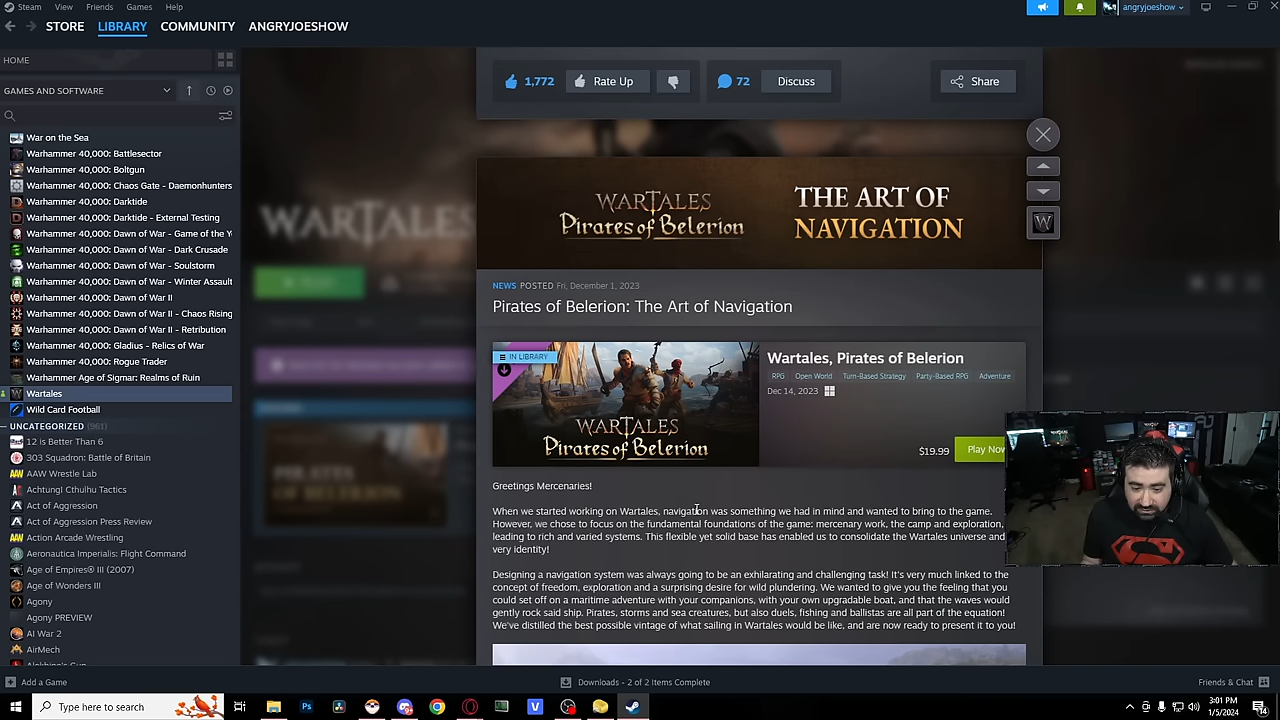 Steam View Friends Games Help
angryjoeshow
STORE LIBRARY COMMUNITY ANGRYJOESHOW
HOME
GAMES AND SOFTWARE
War on the Sea
Warhammer 40,000: Battlesector
Warhammer 40,000: Boltgun
Warhammer 40,000: Chaos Gate - Daemonhunters
Warhammer 40,000: Darktide
Warhammer 40,000: Darktide - External Testing
Warhammer 40,000: Dawn of War - Game of the Y
Warhammer 40,000: Dawn of War - Dark Crusade
Warhammer 40,000: Dawn of War - Soulstorm
Warhammer 40,000: Dawn of War - Winter Assault
Warhammer 40,000: Dawn of War II
Warhammer 40,000: Dawn of War II - Chaos Rising
Warhammer 40,000: Dawn of War II - Retribution
Warhammer 40,000: Gladius - Relics of War
Warhammer 40,000: Rogue Trader
Warhammer Age of Sigmar: Realms of Ruin
Wartales
Wild Card Football
UNCATEGORIZED (961)
12 is Better Than 6
303 Squadron: Battle of Britain
AAW Wrestle Lab
Achtung! Cthulhu Tactics
Act of Aggression
Act of Aggression Press Review
Action Arcade Wrestling
Aeronautica Imperialis: Flight Command
Age of Empires® III (2007)
Age of Wonders III
Agony
Agony PREVIEW
AI War 2
AirMech
1,772 Rate Up 72 Discuss Share
WARTALES
WARTALES
Pirates of Belerion
THE ART OF
NAVIGATION
NEWS POSTED Fri, December 1, 2023
Pirates of Belerion: The Art of Navigation
IN LIBRARY
WARTALES
Pirates of Belerion
Wartales, Pirates of Belerion
RPG Open World Turn-Based Strategy Party-Based RPG Adventure
Dec 14, 2023
$19.99 Play Now
Greetings Mercenaries!
When we started working on Wartales, navigation was something we had in mind and wanted to bring to the game.
However, we chose to focus on the fundamental foundations of the game: mercenary work, the camp and exploration,
leading to rich and varied systems. This flexible yet solid base has enabled us to consolidate the Wartales universe and
very identity!
Designing a navigation system was always going to be an exhilarating and challenging task! It's very much linked to the
concept of freedom, exploration and a surprising desire for wild plundering. We wanted to give you the feeling that you
could set off on a maritime adventure with your companions, with your own upgradable boat, and that the waves would
gently rock said ship. Pirates, storms and sea creatures, but also duels, fishing and ballistas are all part of the equation!
We've distilled the best possible vintage of what sailing in Wartales would be like, and are now ready to present it to you!
Add a Game
Downloads - 2 of 2 Items Complete
Friends & Chat
Type here to search
3:01 PM
1/5/2024